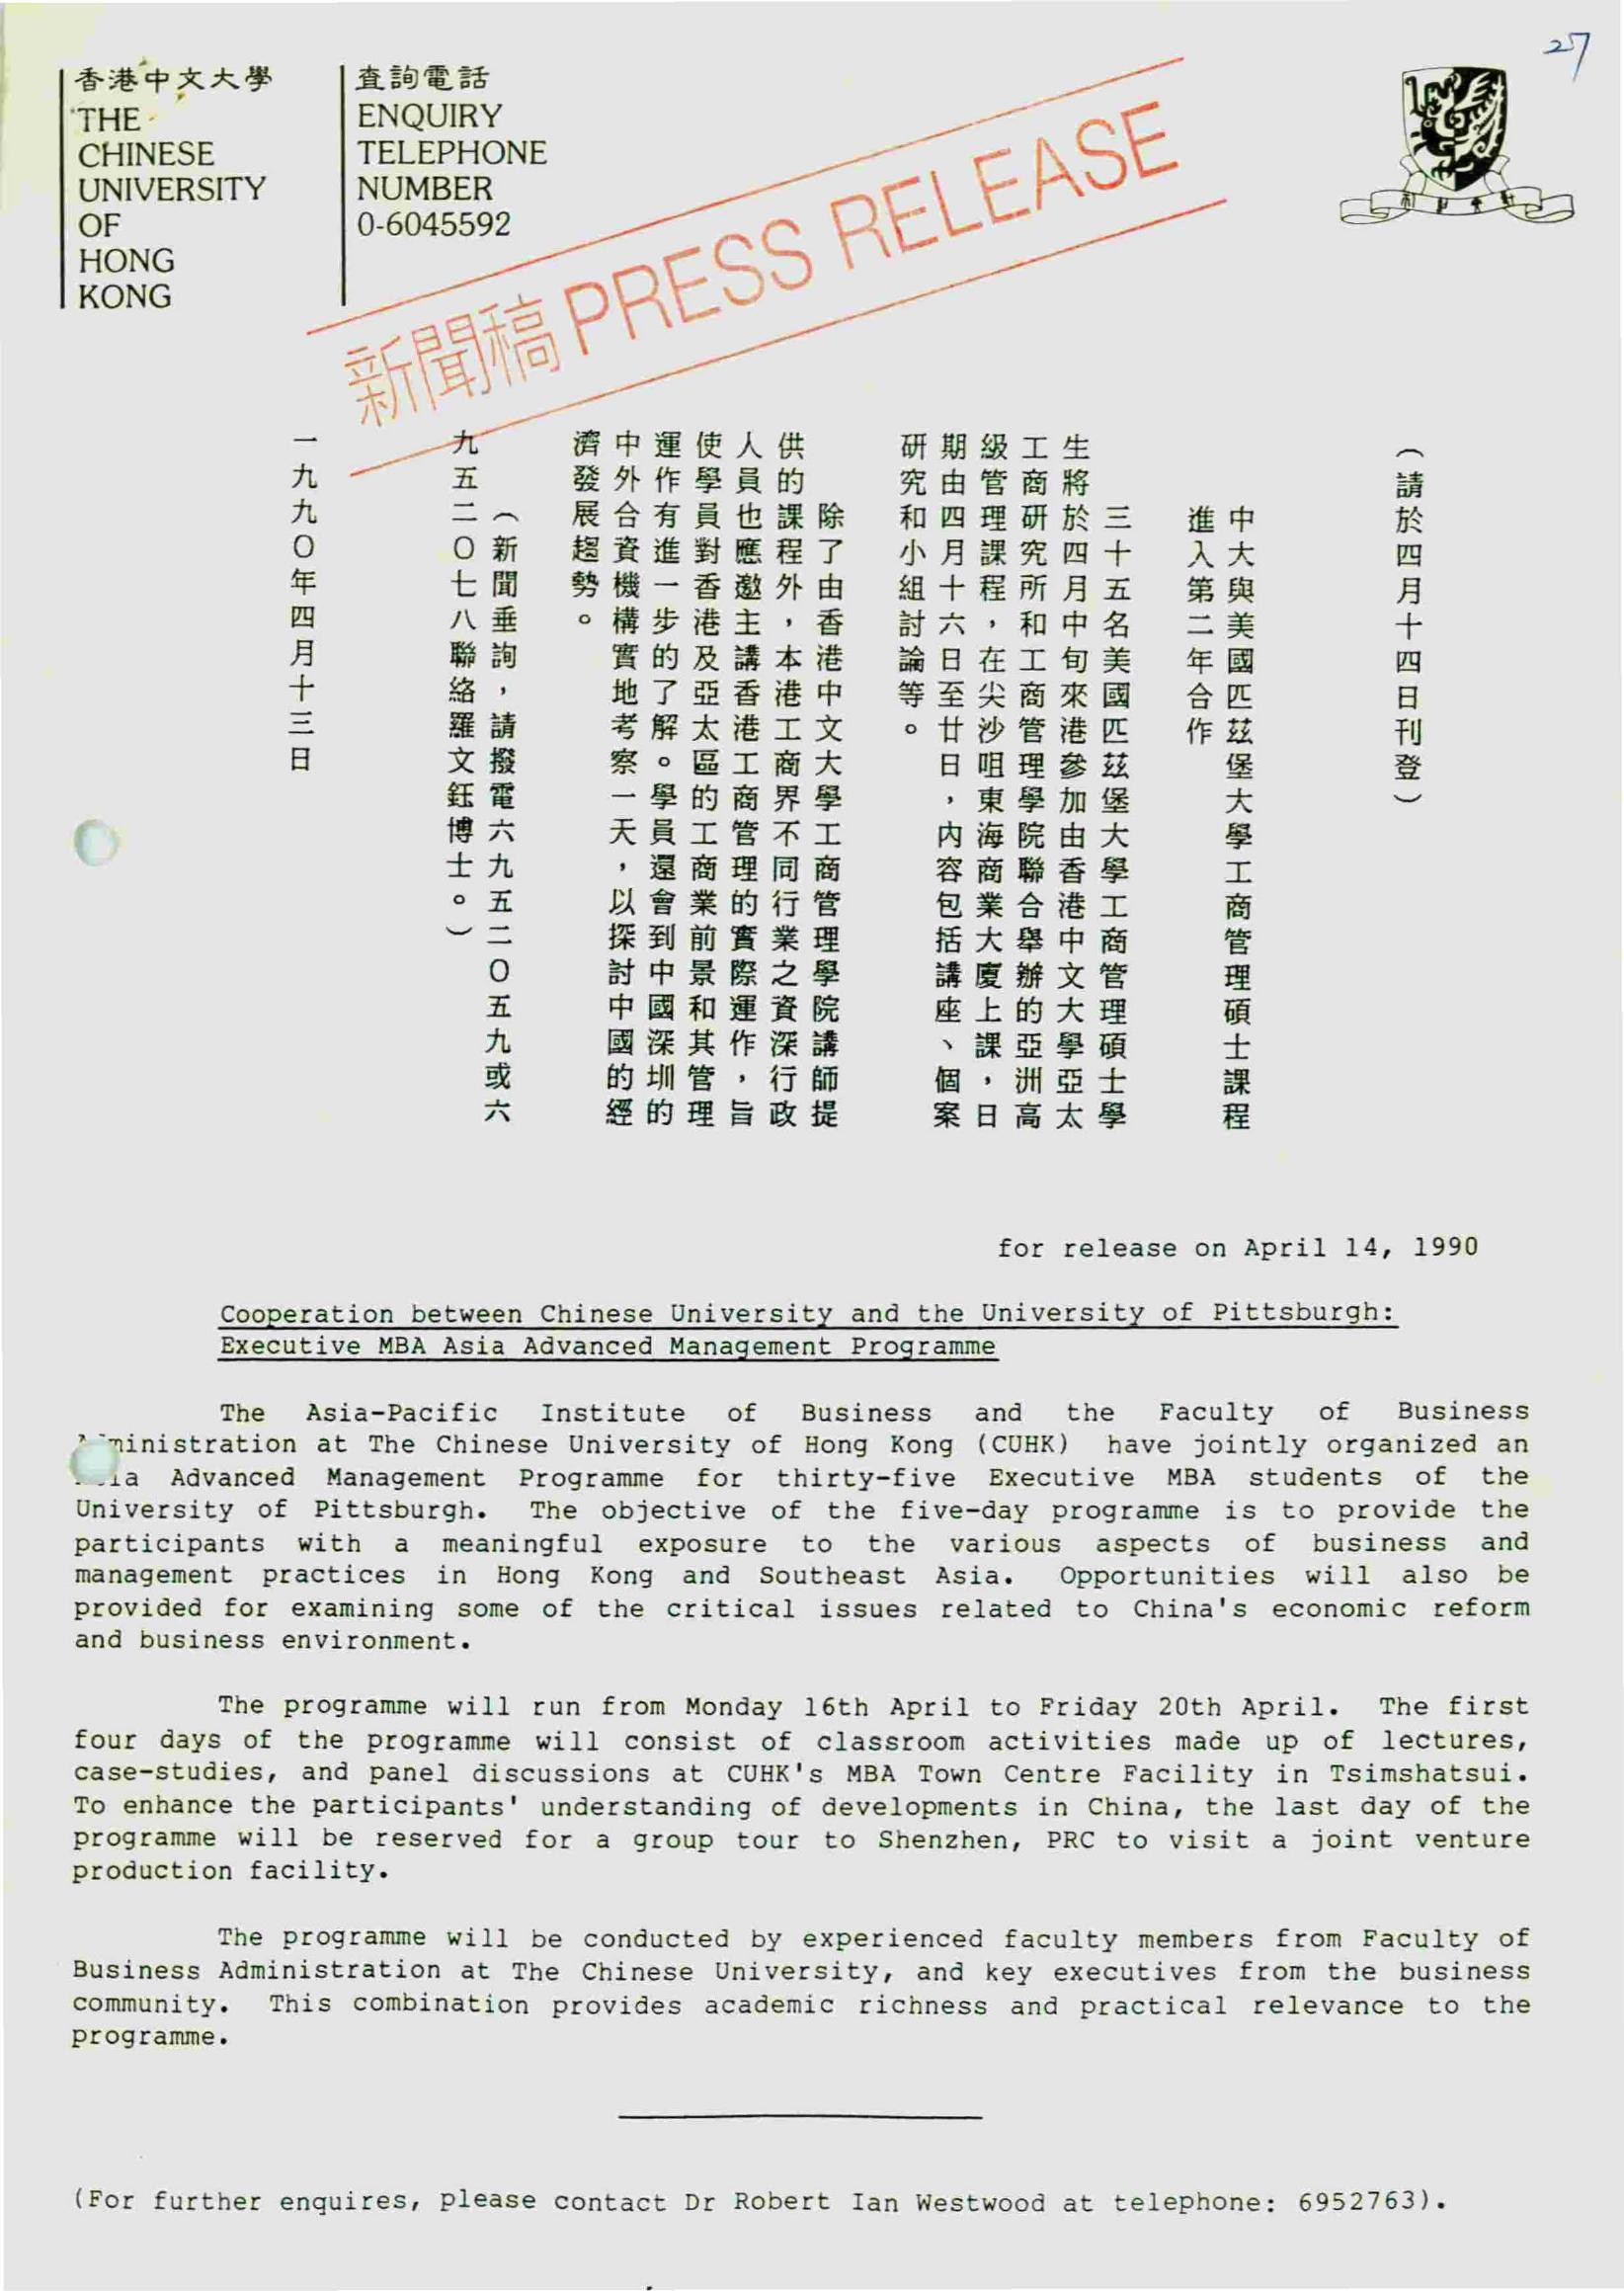 27
香港中文大學
THE
CHINESE
UNIVERSITY
OF
HONG
KONG
查詢電話
ENQUIRY
TELEPHONE
NUMBER
0-6045592
新聞稿 PRESS RELEASE
（請於四月十四日刊登）
中大與美國匹茲堡大學工商管理碩士課程
進入第二年合作
三十五名美國匹茲堡大學工商管理碩士學
生將於四月中旬來港參加由香港中文大學亞太
工商研究所和工商管理學院聯合舉辦的亞洲高
級管理課程，在尖沙咀東海商業大廈上課，日
期由四月十六日至廿日，內容包括講座、個案
研究和小組討論等。
除了由香港中文大學工商管理學院講師提
供的課程外，本港工商界不同行業之資深行政
人員也應邀主講香港工商管理的實際運作，旨
使學員對香港及亞太區的工商業前景和其管理
運作有進一步的了解。學員還會到中國深圳的
中外合資機構實地考察一天，以探討中國的經
濟發展趨勢。
（新聞垂詢，請撥電六九五二〇五九或六
九五二〇七八聯絡羅文鈺博士。）
一九九〇年四月十三日
for release on April 14, 1990
Cooperation between Chinese University and the University of Pittsburgh:
Executive MBA Asia Advanced Management Programme
The Asia-Pacific Institute of Business and the Faculty of Business
ministration at The Chinese University of Hong Kong (CUHK) have jointly organized an
ia Advanced Management Programme for thirty-five Executive MBA students of the
University of Pittsburgh. The objective of the five-day programme is to provide the
participants with a meaningful exposure to the various aspects of business and
management practices in Hong Kong and Southeast Asia. Opportunities will also be
provided for examining some of the critical issues related to China's economic reform
and business environment.
The programme will run from Monday 16th April to Friday 20th April. The first
four days of the programme will consist of classroom activities made up of lectures,
case-studies, and panel discussions at CUHK's MBA Town Centre Facility in Tsimshatsui.
To enhance the participants' understanding of developments in China, the last day of the
programme will be reserved for a group tour to Shenzhen, PRC to visit a joint venture
production facility.
The programme will be conducted by experienced faculty members from Faculty of
Business Administration at The Chinese University, and key executives from the business
community. This combination provides academic richness and practical relevance to the
programme.
(For further enquires, please contact Dr Robert Ian Westwood at telephone: 6952763).